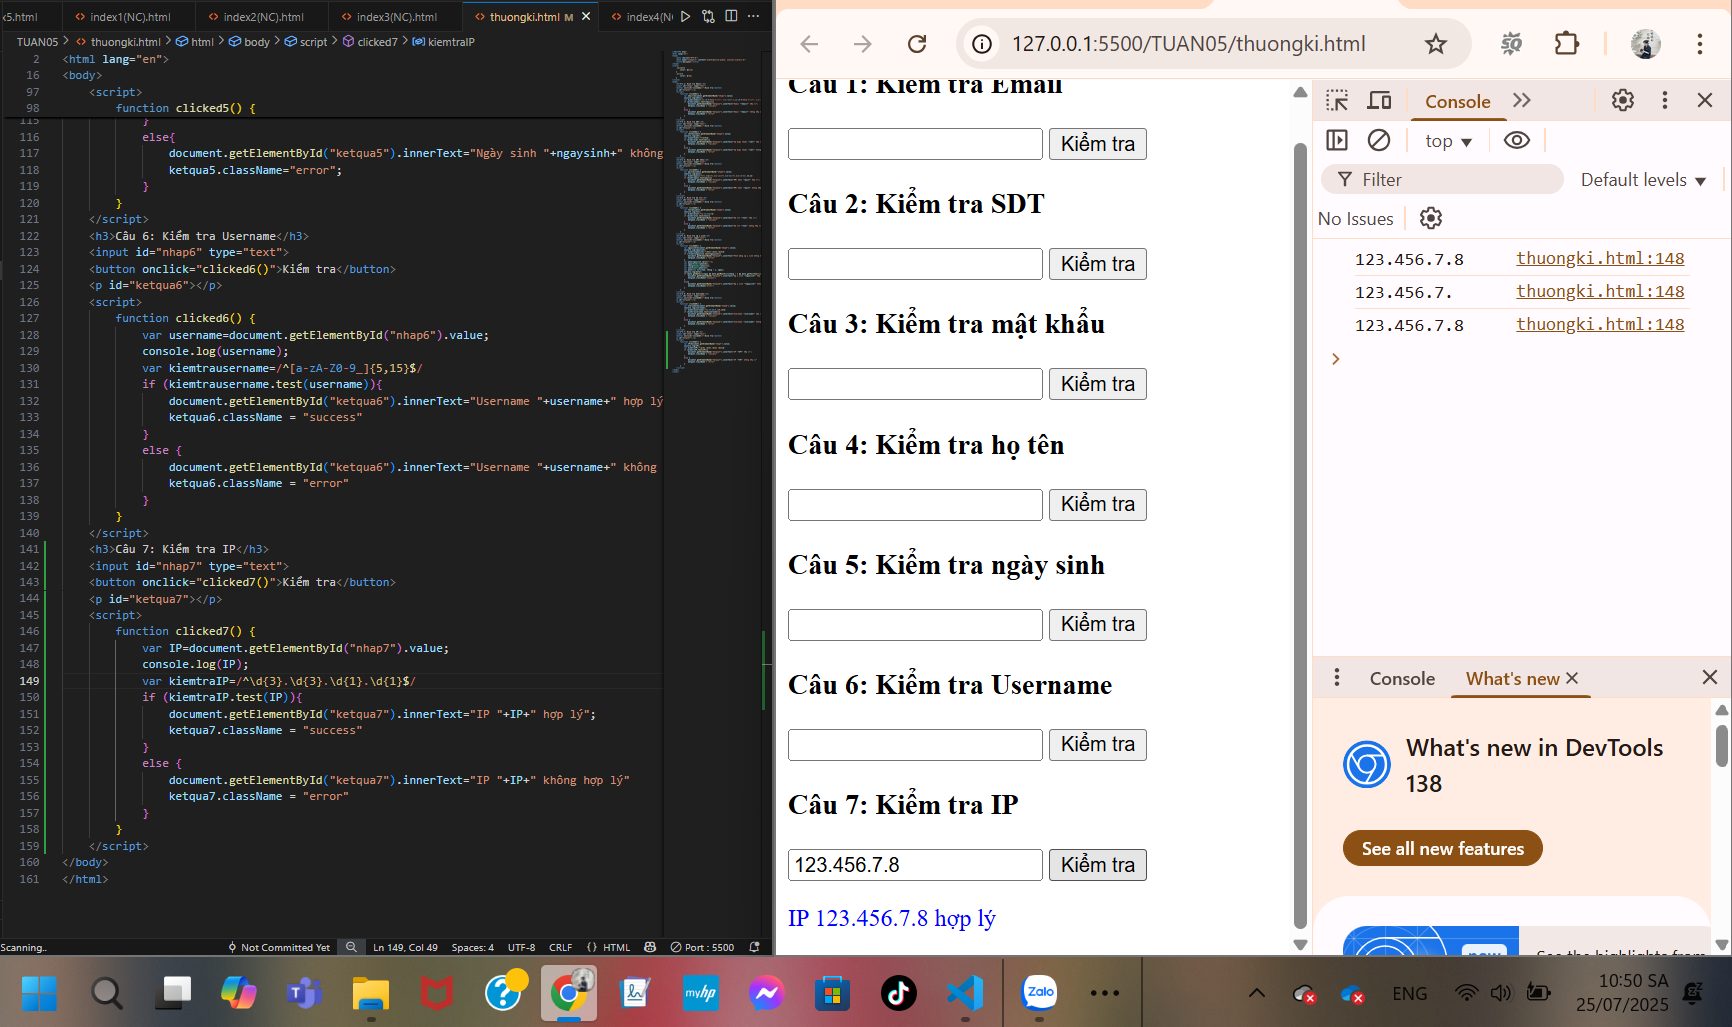 x5.html
index1(NC).html
index2(NC).html
index3(NC).html
thuongki.html M
index4(N
TUAN05 > thuongki.html > html > body > script > clicked7 > kiemtraIP
2 <html lang="en">
16 <body>
97 <script>
98 function clicked5() {
115 }
116 else{
117 document.getElementById("ketqua5").innerText="Ngày sinh "+ngaysinh+" không
118 ketqua5.className="error";
119 }
120 }
121 </script>
122 <h3>Câu 6: Kiểm tra Username</h3>
123 <input id="nhap6" type="text">
124 <button onclick="clicked6()">Kiểm tra</button>
125 <p id="ketqua6"></p>
126 <script>
127 function clicked6() {
128 var username=document.getElementById("nhap6").value;
129 console.log(username);
130 var kiemtrausername=/^[a-zA-Z0-9_]{5,15}$/
131 if (kiemtrausername.test(username)){
132 document.getElementById("ketqua6").innerText="Username "+username+" hợp lý
133 ketqua6.className = "success"
134 }
135 else {
136 document.getElementById("ketqua6").innerText="Username "+username+" không
137 ketqua6.className = "error"
138 }
139 }
140 </script>
141 <h3>Câu 7: Kiểm tra IP</h3>
142 <input id="nhap7" type="text">
143 <button onclick="clicked7()">Kiểm tra</button>
144 <p id="ketqua7"></p>
145 <script>
146 function clicked7() {
147 var IP=document.getElementById("nhap7").value;
148 console.log(IP);
149 var kiemtraIP=/^\d{3}.\d{3}.\d{1}.\d{1}$/
150 if (kiemtraIP.test(IP)){
151 document.getElementById("ketqua7").innerText="IP "+IP+" hợp lý";
152 ketqua7.className = "success"
153 }
154 else {
155 document.getElementById("ketqua7").innerText="IP "+IP+" không hợp lý"
156 ketqua7.className = "error"
157 }
158 }
159 </script>
160 </body>
161 </html>
Scanning.. Not Committed Yet Ln 149, Col 49 Spaces: 4 UTF-8 CRLF {} HTML Port : 5500
127.0.0.1:5500/TUAN05/thuongki.html
Câu 1: Kiểm tra Email
Kiểm tra
Câu 2: Kiểm tra SDT
Kiểm tra
Câu 3: Kiểm tra mật khẩu
Kiểm tra
Câu 4: Kiểm tra họ tên
Kiểm tra
Câu 5: Kiểm tra ngày sinh
Kiểm tra
Câu 6: Kiểm tra Username
Kiểm tra
Câu 7: Kiểm tra IP
123.456.7.8 Kiểm tra
IP 123.456.7.8 hợp lý
Console
top
Filter
Default levels
No Issues
123.456.7.8 thuongki.html:148
123.456.7. thuongki.html:148
123.456.7.8 thuongki.html:148
Console What's new
What's new in DevTools
138
See all new features
new
See the highlights from
myhp
Zalo
ENG
10:50 SA
25/07/2025